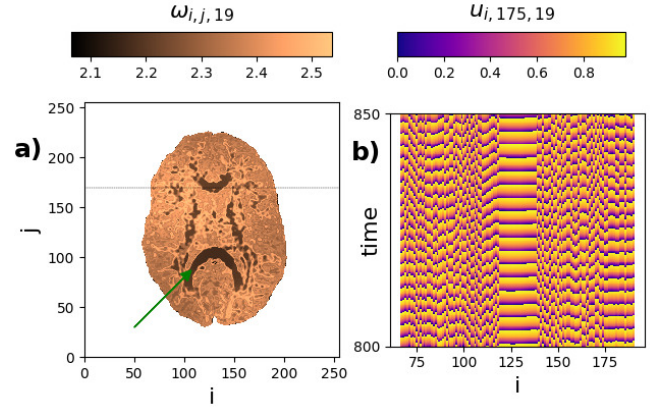 ω_{i,j,19}
u_{i,175,19}
2.1 2.2 2.3 2.4 2.5
0.0 0.2 0.4 0.6 0.8
a)
j
250
200
150
100
50
0
0 50 100 150 200 250
i
b)
time
850
800
75 100 125 150 175
i